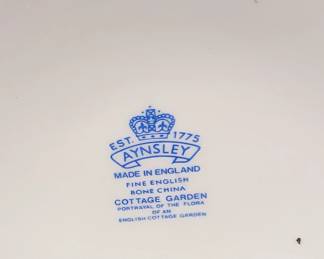 EST. 1775
AYNSLEY
MADE IN ENGLAND
FINE ENGLISH
BONE CHINA
COTTAGE GARDEN
PORTRAYAL OF THE FLORA
OF AN
ENGLISH COTTAGE GARDEN